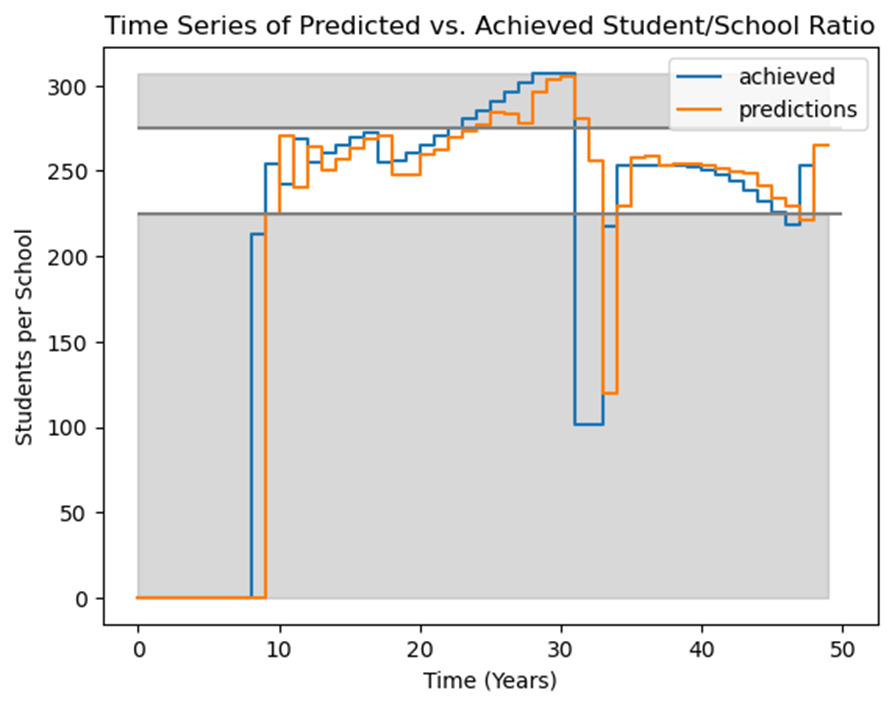 Time Series of Predicted vs. Achieved Student/School Ratio
achieved
predictions
300
250
200
150
100
50
0
Students per School
0 10 20 30 40 50
Time (Years)